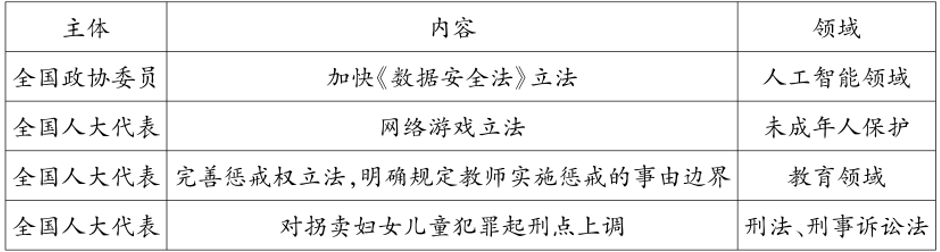 主体 内容 领域
全国政协委员 加快《数据安全法》立法 人工智能领域
全国人大代表 网络游戏立法 未成年人保护
全国人大代表 完善惩戒权立法,明确规定教师实施惩戒的事由边界 教育领域
全国人大代表 对拐卖妇女儿童犯罪起刑点上调 刑法、刑事诉讼法